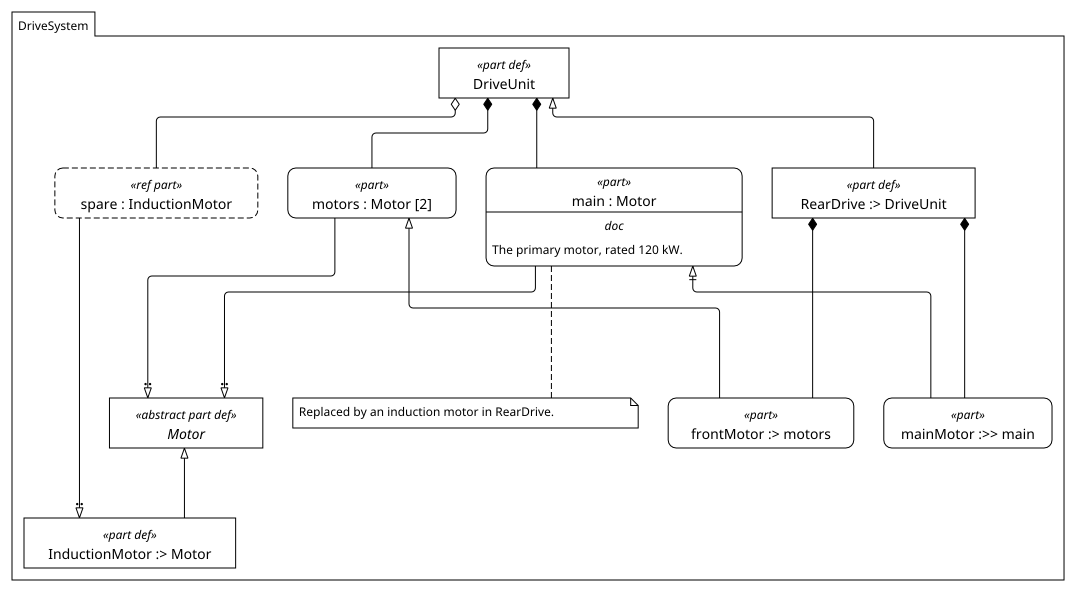 DriveSystem
«part def»
DriveUnit
«ref part»
spare : InductionMotor
«part»
motors : Motor [2]
«part»
main : Motor
doc
The primary motor, rated 120 kW.
«part def»
RearDrive :> DriveUnit
«abstract part def»
Motor
Replaced by an induction motor in RearDrive.
«part»
frontMotor :> motors
«part»
mainMotor :>> main
«part def»
InductionMotor :> Motor